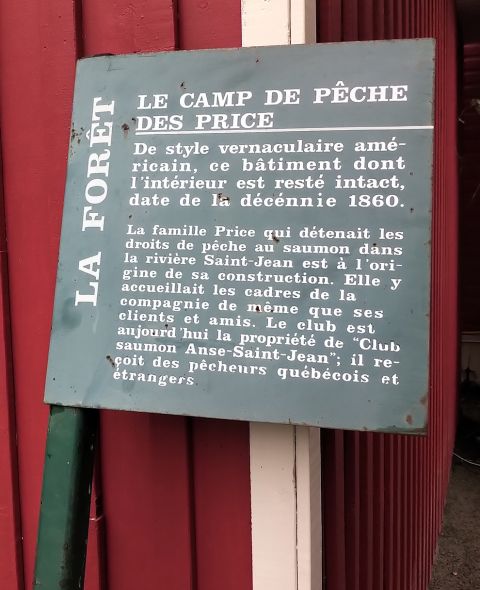 LA FORÊT
LE CAMP DE PÊCHE
DES PRICE
De style vernaculaire amé-
ricain, ce bâtiment dont
l'intérieur est resté intact,
date de la décénnie 1860.
La famille Price qui détenait les
droits de pêche au saumon dans
la rivière Saint-Jean est à l'ori-
gine de sa construction. Elle y
accueillait les cadres de la
compagnie de même que ses
clients et amis. Le club est
aujourd'hui la propriété de "Club
saumon Anse-Saint-Jean"; il re-
çoit des pêcheurs québécois et
étrangers.